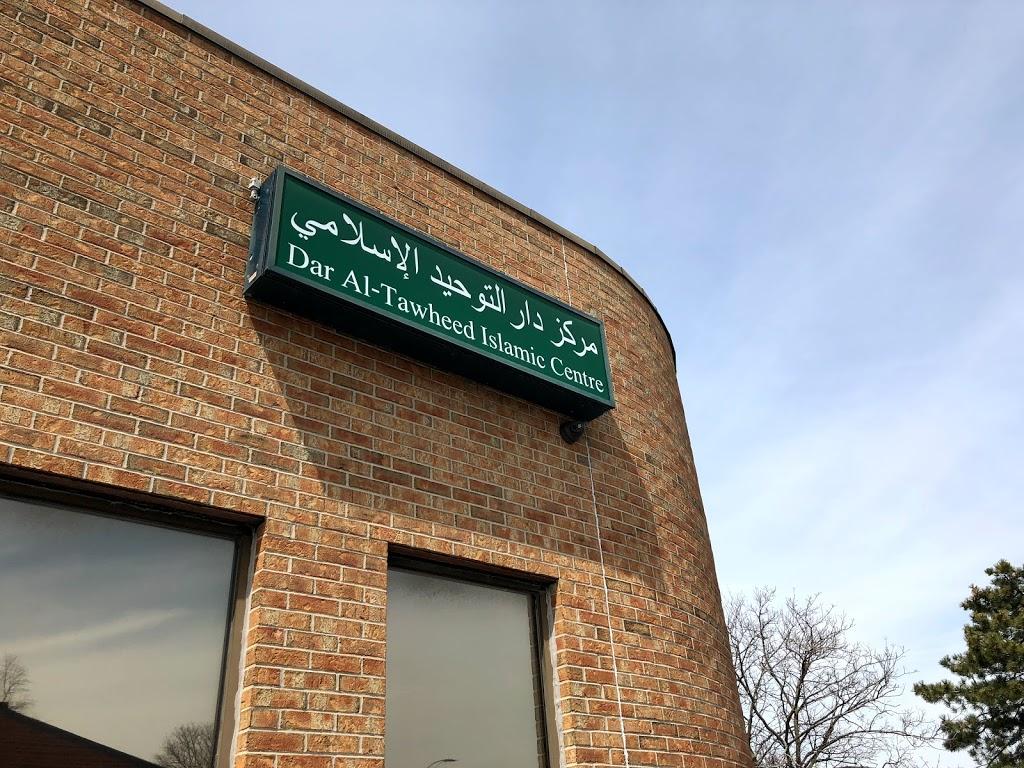 مركز دار التوحيد الإسلامي
Dar Al-Tawheed Islamic Centre